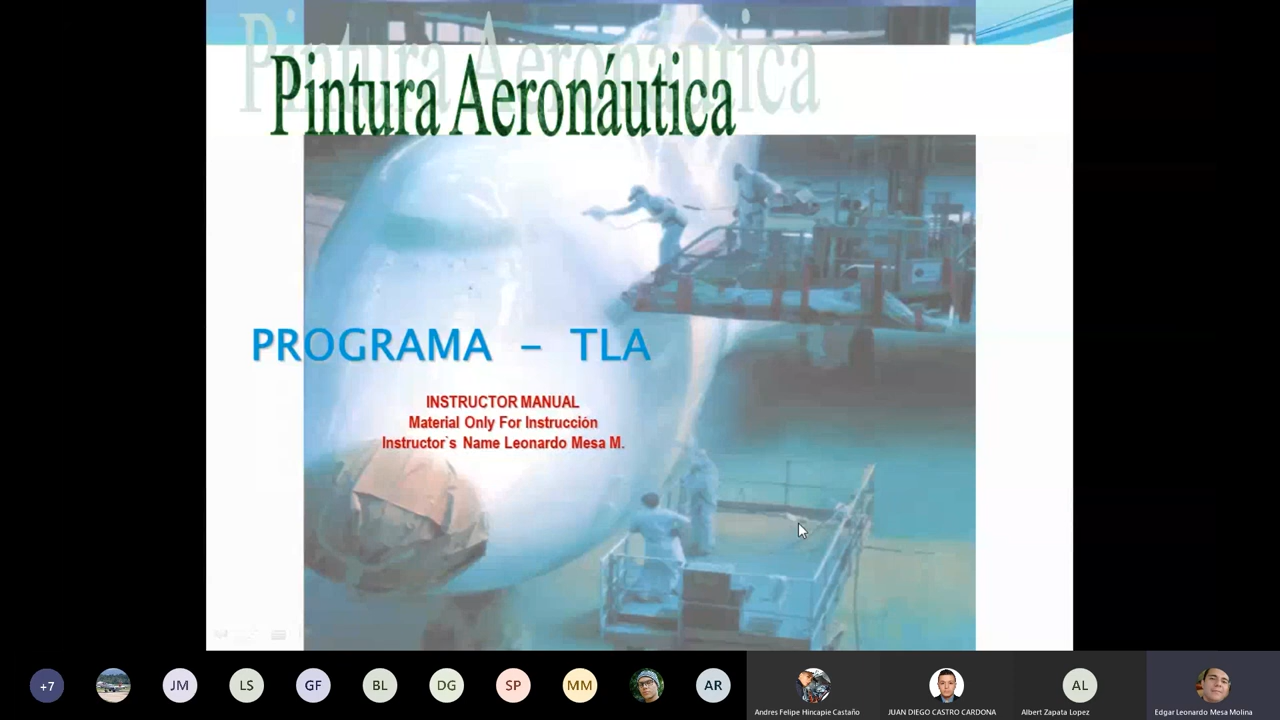 Pintura Aeronáutica
PROGRAMA - TLA
INSTRUCTOR MANUAL
Material Only For Instrucción
Instructor`s Name Leonardo Mesa M.
+7
JM
LS
GF
BL
DG
SP
MM
AR
AL
Andres Felipe Hincapie Castaño
JUAN DIEGO CASTRO CARDONA
Albert Zapata Lopez
Edgar Leonardo Mesa Molina